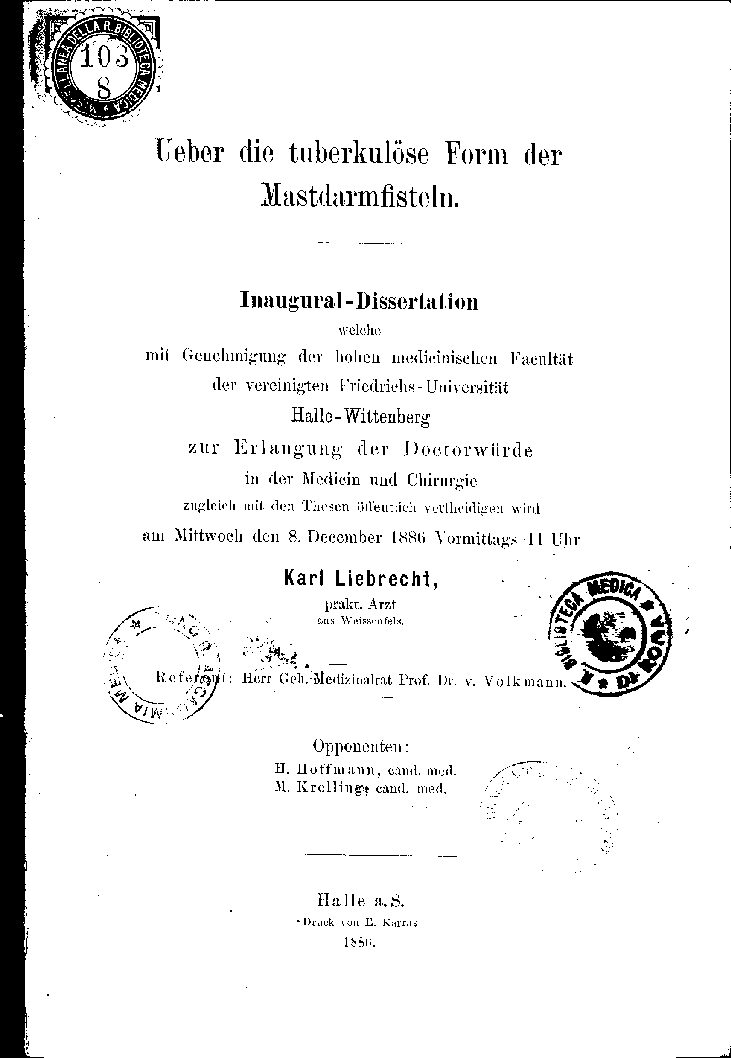 103
8
Ueber die tuberkulöse Form der
Mastdarmfisteln.
Inaugural-Dissertation
welche
mit Genehmigung der hohen medicinischen Facultät
der vereinigten Friedrichs-Universität
Halle-Wittenberg
zur Erlangung der Doctorwürde
in der Medicin und Chirurgie
zugleich mit den Thesen öffentlich vertheidigen wird
am Mittwoch den 8. December 1886 Vormittags 11 Uhr
Karl Liebrecht,
prakt. Arzt
aus Weissenfels.
BIBLIOTECA MEDICA
DI ROMA
Referent: Herr Geh. Medizinalrat Prof. Dr. v. Volkmann.
Opponenten:
H. Hoffmann, cand. med.
M. Krelling, cand. med.
Halle a. S.
Druck von E. Karras
1886.